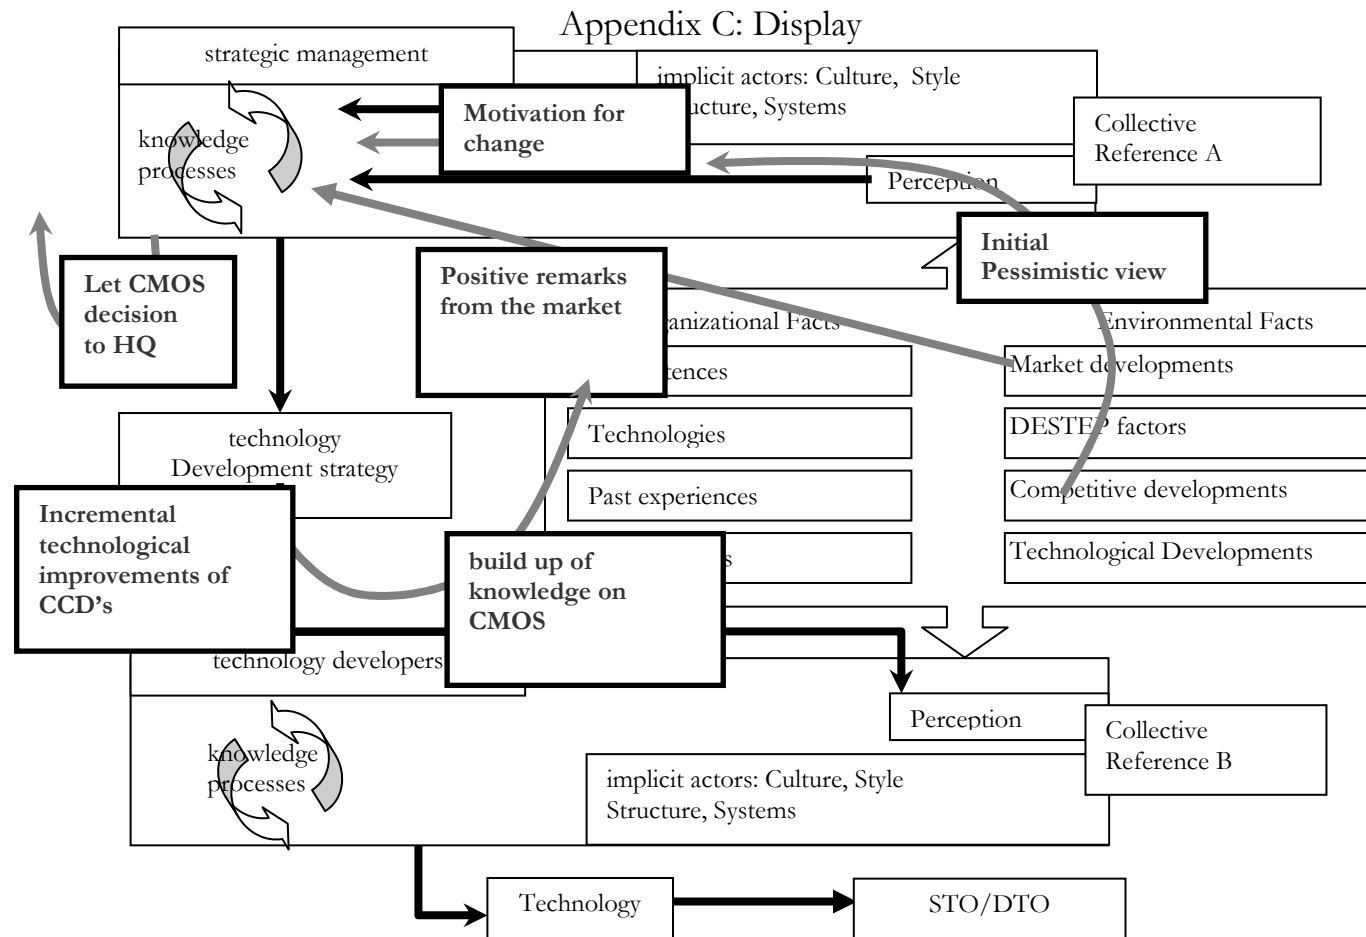 Appendix C: Display
strategic management
implicit actors: Culture, Style
Structure, Systems
Motivation for
change
Collective
Reference A
knowledge
processes
Perception
Initial
Pessimistic view
Let CMOS
decision
to HQ
Positive remarks
from the market
Organizational Facts
Environmental Facts
Market developments
technology
Development strategy
Technologies
DESTEP factors
Past experiences
Competitive developments
Incremental
technological
improvements of
CCD's
build up of
knowledge on
CMOS
Technological Developments
technology developers
Perception
Collective
Reference B
knowledge
processes
implicit actors: Culture, Style
Structure, Systems
Technology
STO/DTO